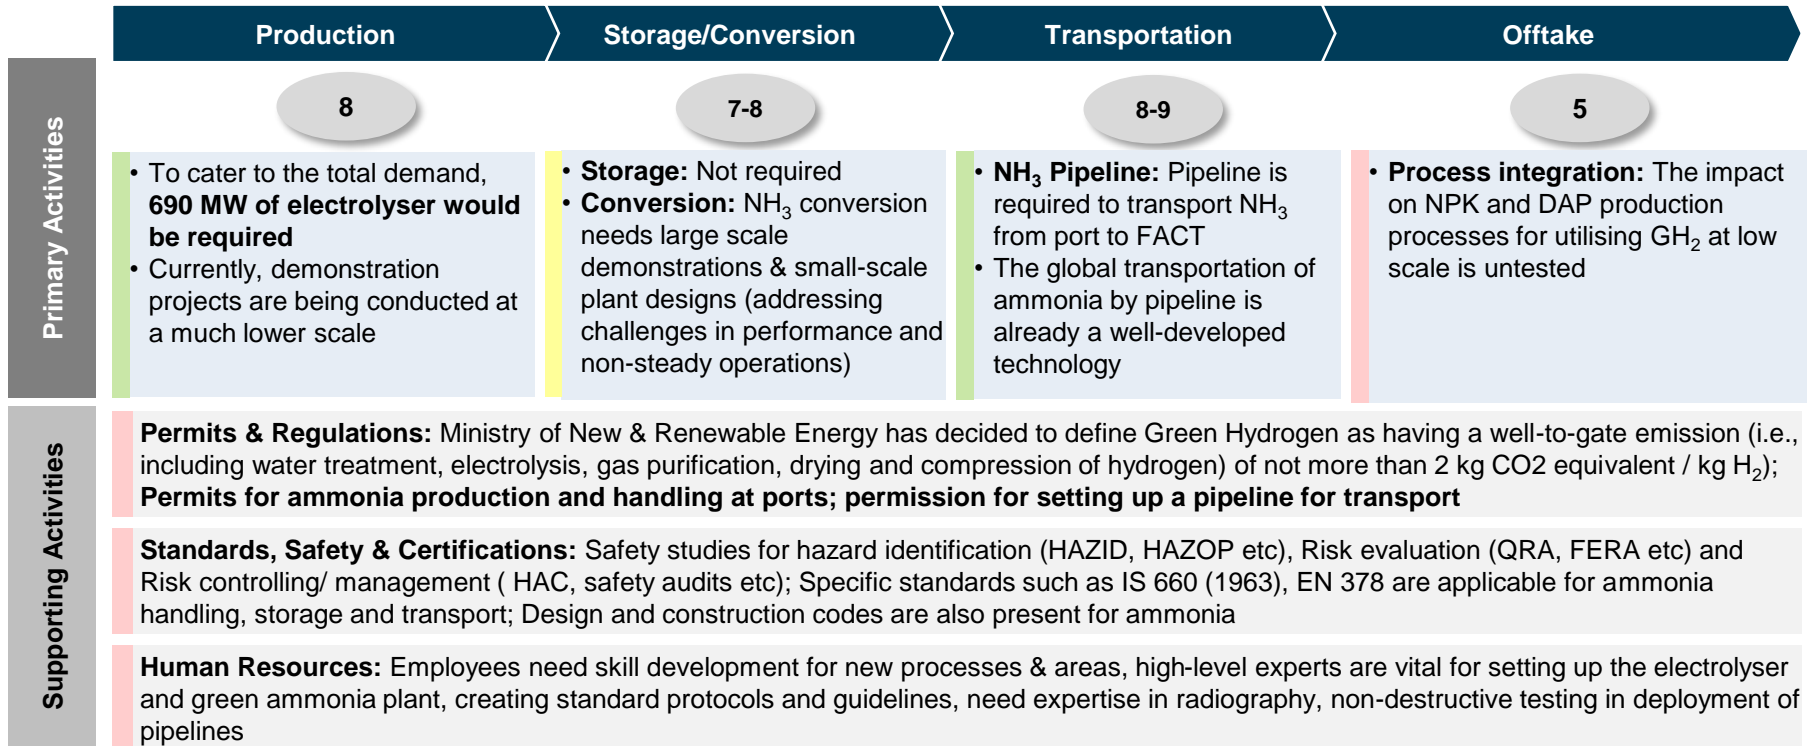 Production
Storage/Conversion
Transportation
Offtake
Primary Activities
8
7-8
8-9
5
• To cater to the total demand,
690 MW of electrolyser would
be required
• Currently, demonstration
projects are being conducted at
a much lower scale
• Storage: Not required
• Conversion: NH₃ conversion
needs large scale
demonstrations & small-scale
plant designs (addressing
challenges in performance and
non-steady operations)
• NH₃ Pipeline: Pipeline is
required to transport NH₃
from port to FACT
• The global transportation of
ammonia by pipeline is
already a well-developed
technology
• Process integration: The impact
on NPK and DAP production
processes for utilising GH₂ at low
scale is untested
Supporting Activities
Permits & Regulations: Ministry of New & Renewable Energy has decided to define Green Hydrogen as having a well-to-gate emission (i.e.,
including water treatment, electrolysis, gas purification, drying and compression of hydrogen) of not more than 2 kg CO2 equivalent / kg H₂);
Permits for ammonia production and handling at ports; permission for setting up a pipeline for transport
Standards, Safety & Certifications: Safety studies for hazard identification (HAZID, HAZOP etc), Risk evaluation (QRA, FERA etc) and
Risk controlling/ management ( HAC, safety audits etc); Specific standards such as IS 660 (1963), EN 378 are applicable for ammonia
handling, storage and transport; Design and construction codes are also present for ammonia
Human Resources: Employees need skill development for new processes & areas, high-level experts are vital for setting up the electrolyser
and green ammonia plant, creating standard protocols and guidelines, need expertise in radiography, non-destructive testing in deployment of
pipelines